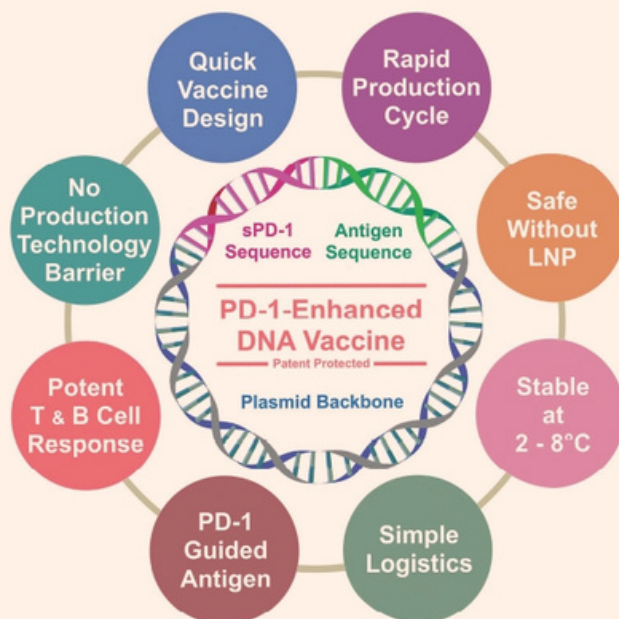 Quick
Vaccine
Design
Rapid
Production
Cycle
No
Production
Technology
Barrier
sPD-1
Sequence
Antigen
Sequence
Safe
Without
LNP
PD-1-Enhanced
DNA Vaccine
Patent Protected
Plasmid Backbone
Potent
T & B Cell
Response
Stable
at
2 - 8°C
PD-1
Guided
Antigen
Simple
Logistics